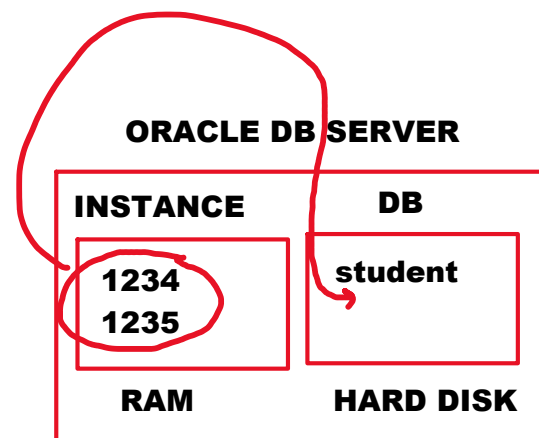 ORACLE DB SERVER
INSTANCE
DB
1234
1235
student
RAM
HARD DISK